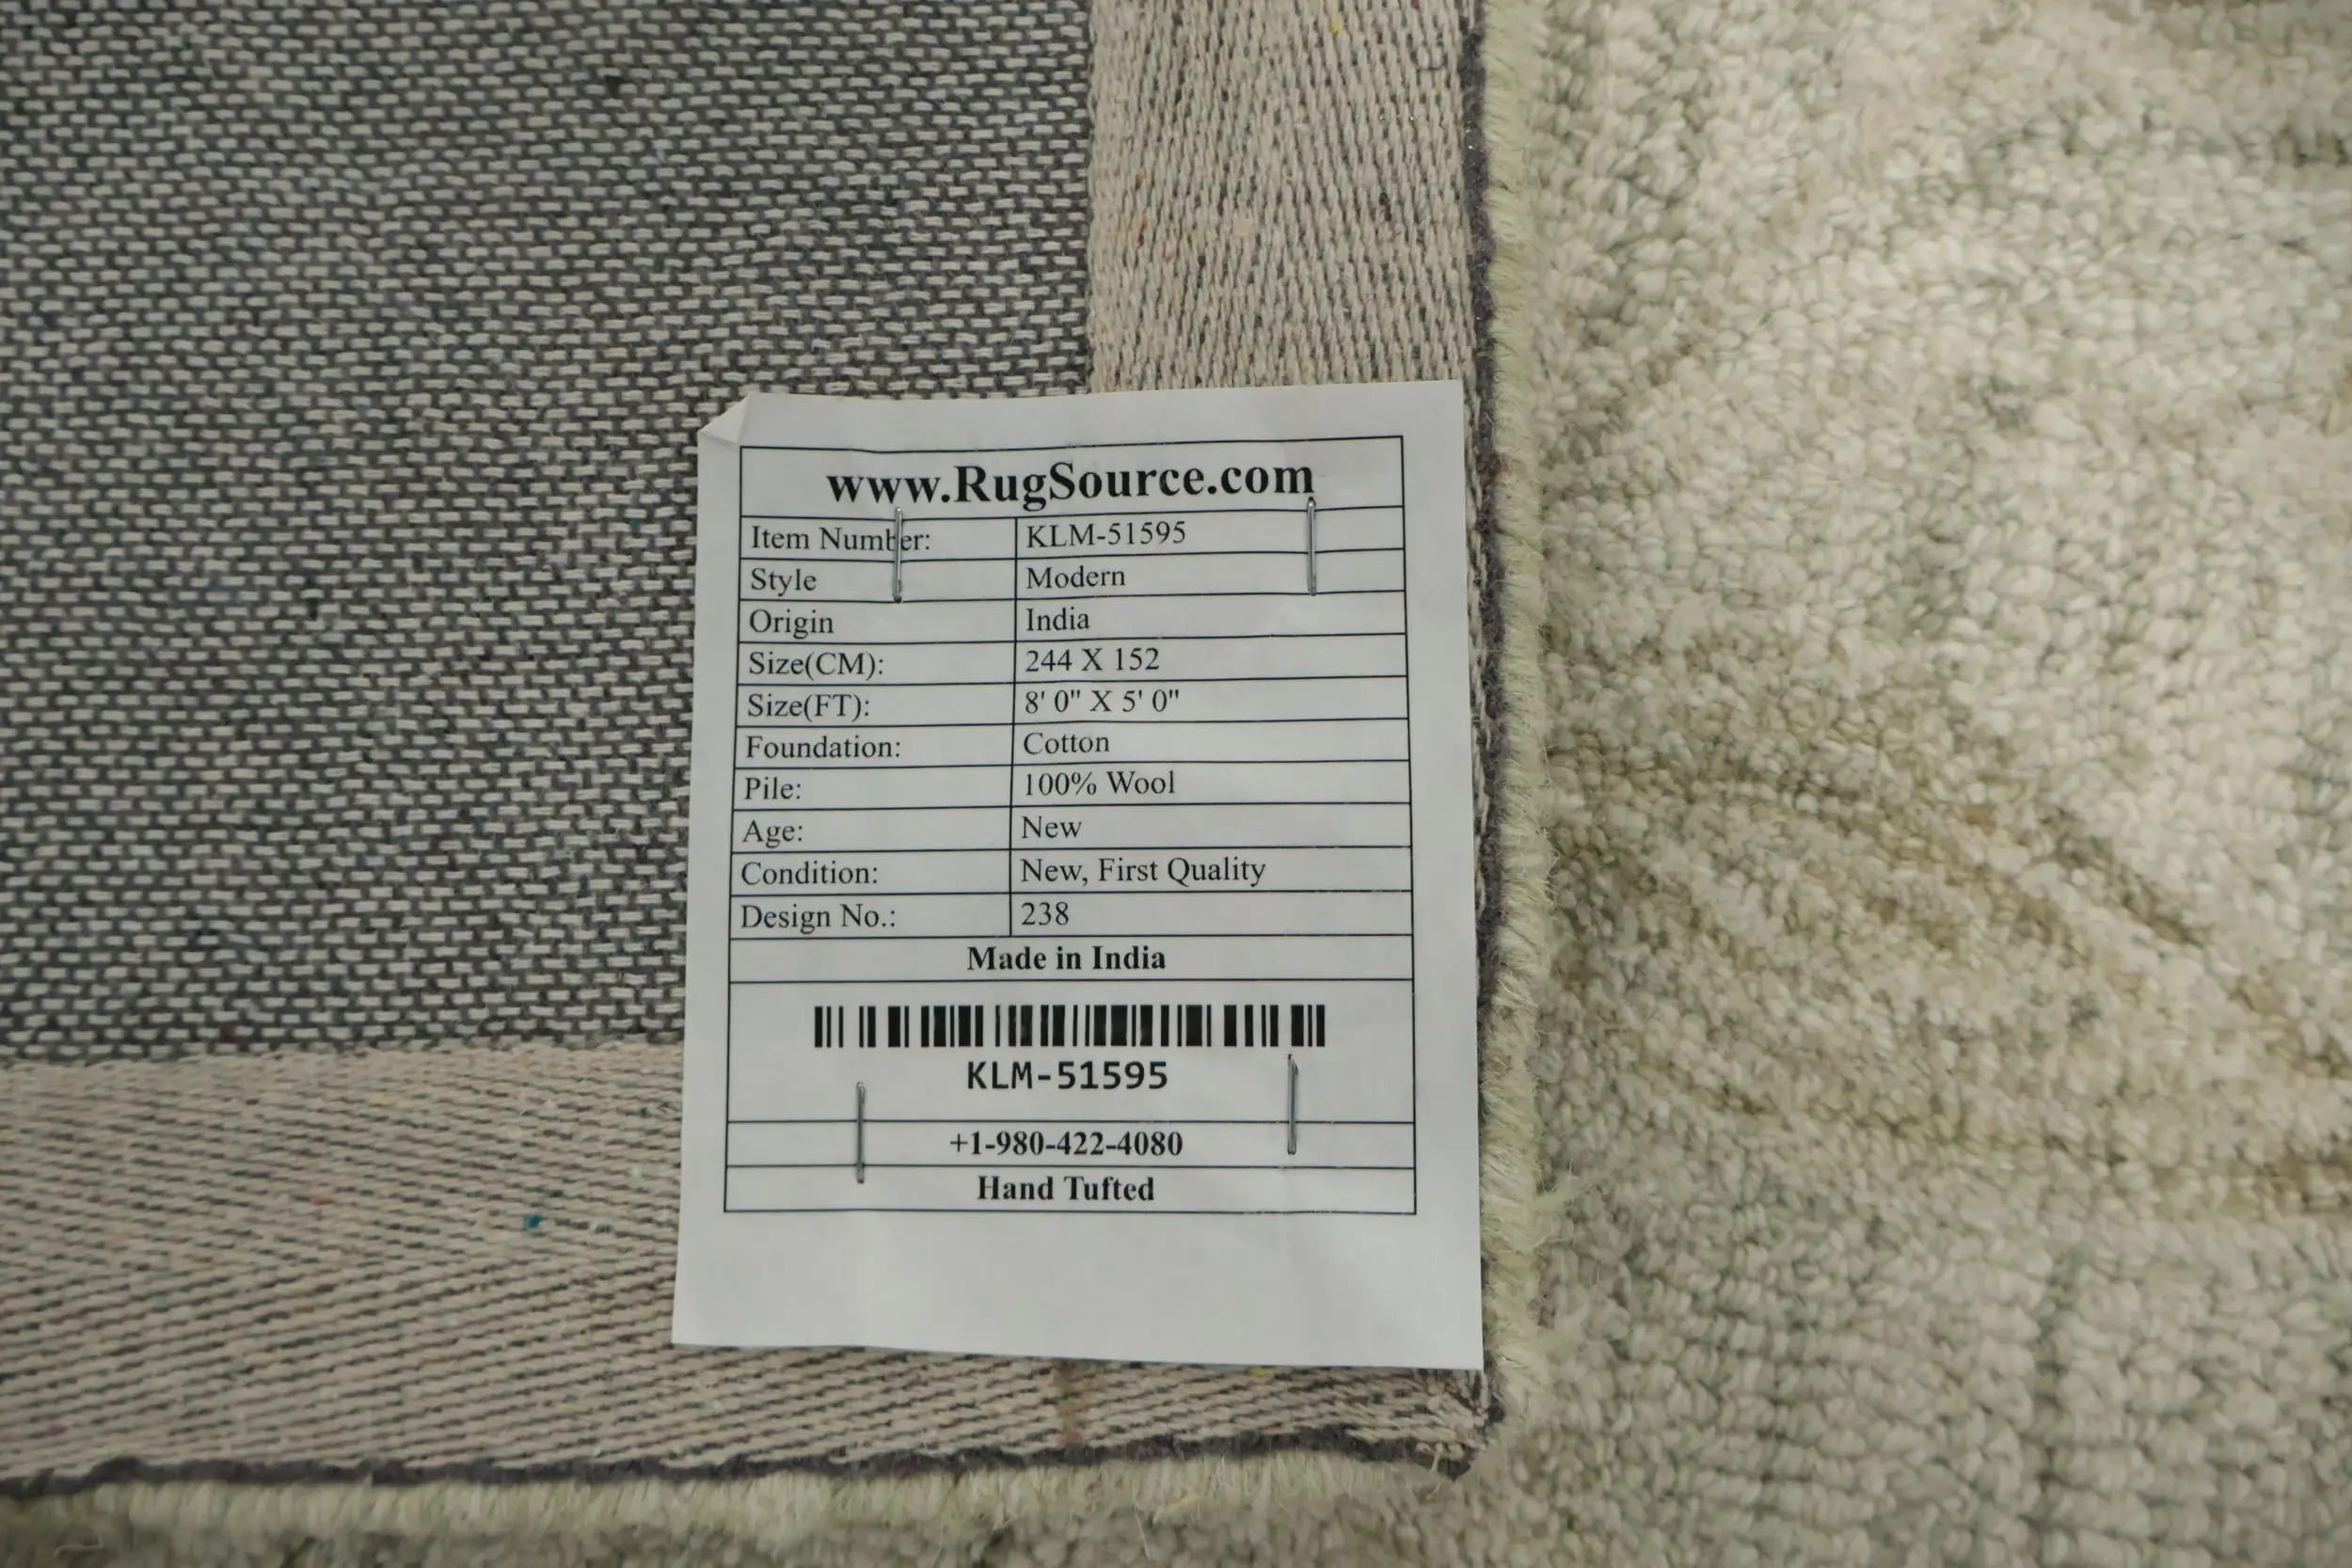 www.RugSource.com
Item Number: KLM-51595
Style Modern
Origin India
Size(CM): 244 X 152
Size(FT): 8' 0" X 5' 0"
Foundation: Cotton
Pile: 100% Wool
Age: New
Condition: New, First Quality
Design No.: 238
Made in India
KLM-51595
+1-980-422-4080
Hand Tufted